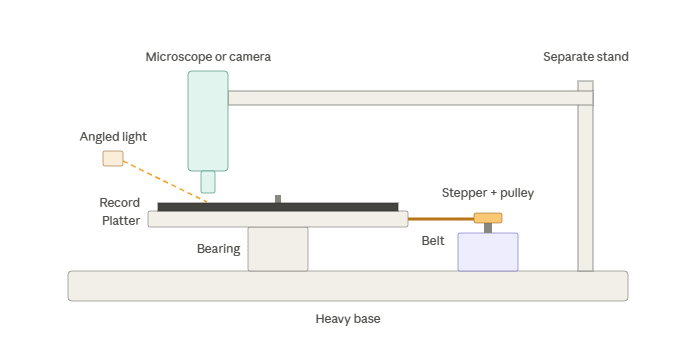 Microscope or camera
Separate stand
Angled light
Stepper + pulley
Record
Platter
Belt
Bearing
Heavy base